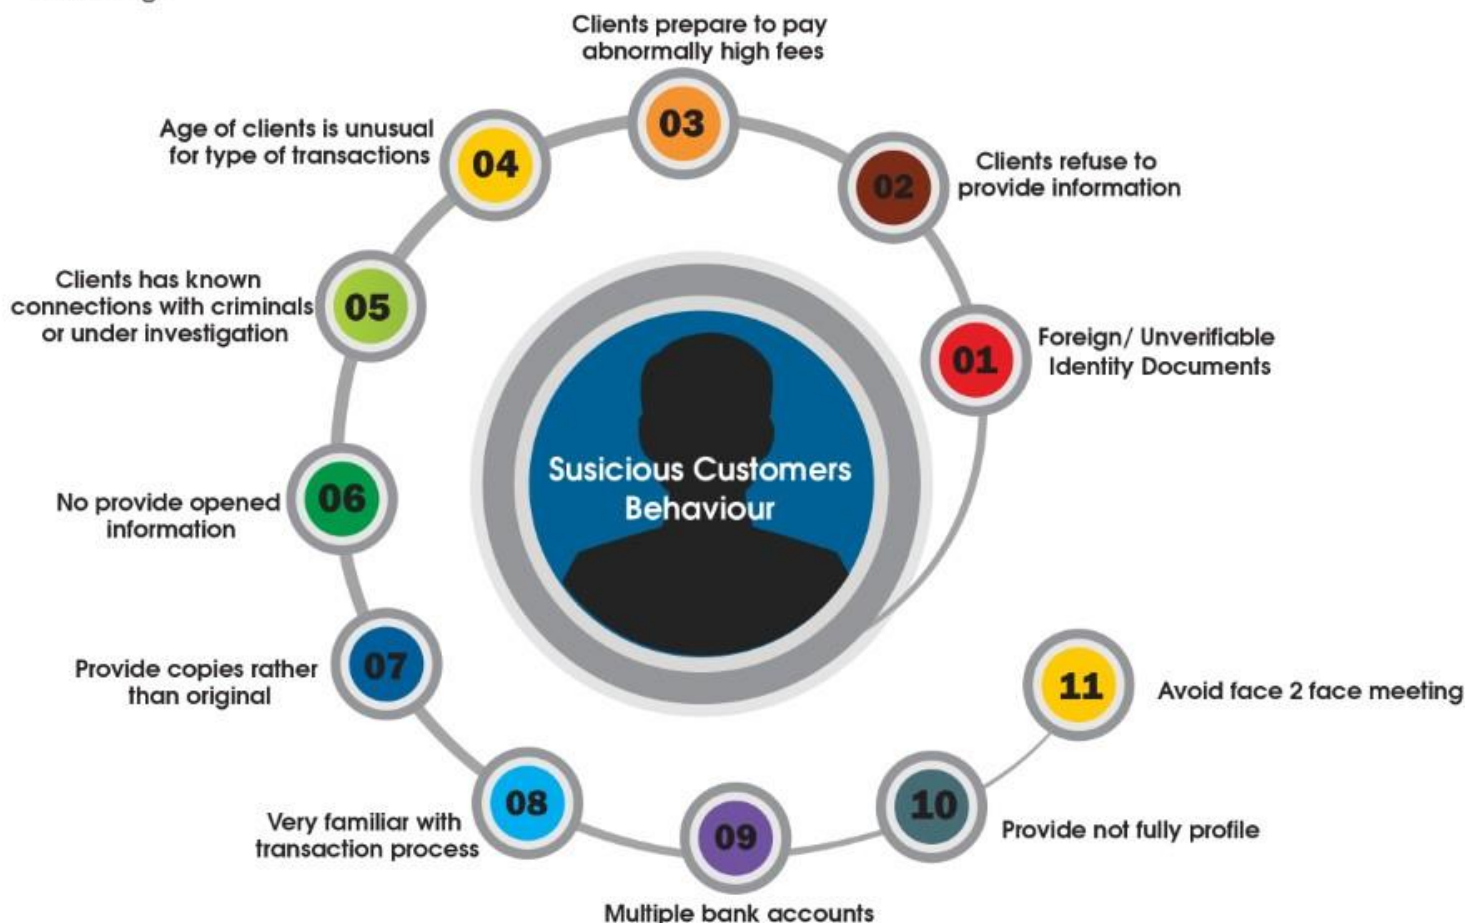 Susicious Customers
Behaviour
01
Foreign/ Unverifiable
Identity Documents
02
Clients refuse to
provide information
03
Clients prepare to pay
abnormally high fees
04
Age of clients is unusual
for type of transactions
05
Clients has known
connections with criminals
or under investigation
06
No provide opened
information
07
Provide copies rather
than original
08
Very familiar with
transaction process
09
Multiple bank accounts
10
Provide not fully profile
11
Avoid face 2 face meeting